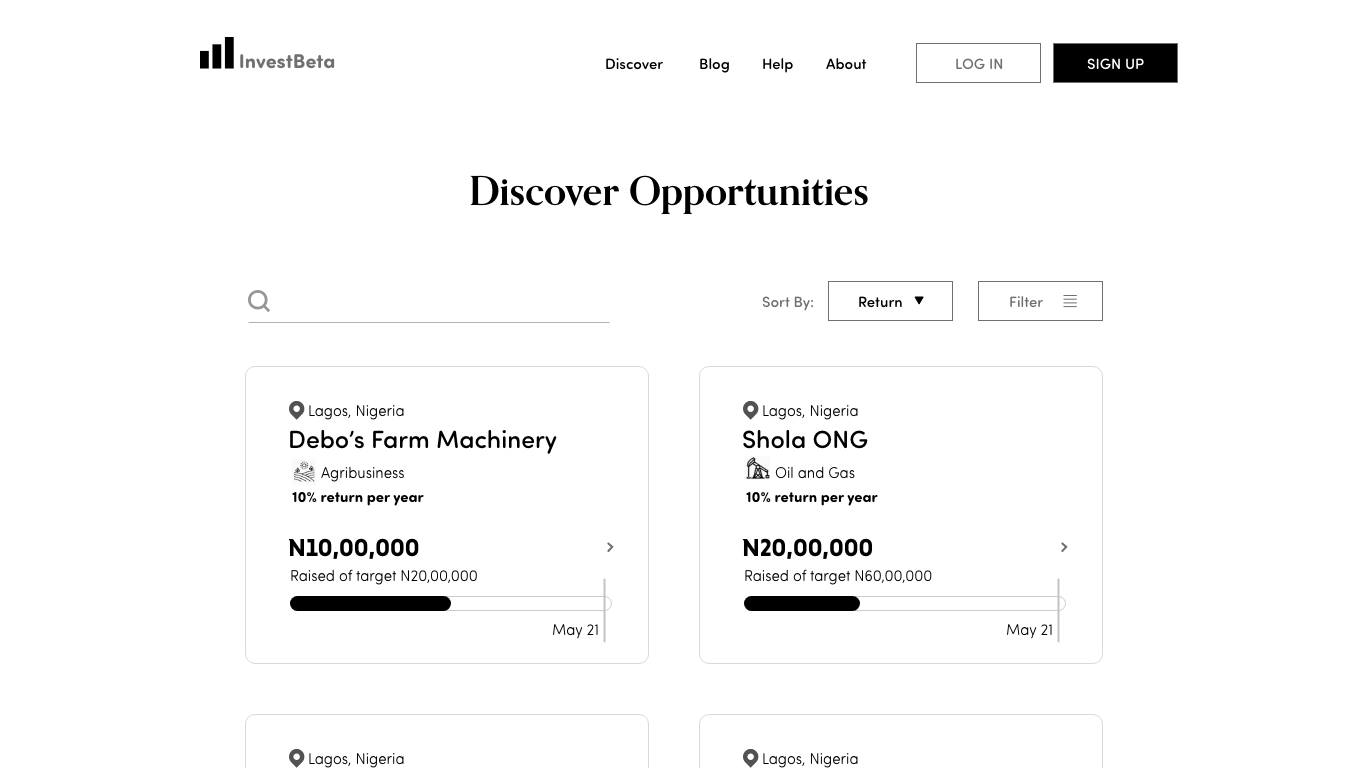 InvestBeta
Discover Blog Help About LOG IN SIGN UP
Discover Opportunities
Sort By: Return Filter
Lagos, Nigeria
Debo’s Farm Machinery
Agribusiness
10% return per year
N10,00,000
Raised of target N20,00,000
May 21
Lagos, Nigeria
Shola ONG
Oil and Gas
10% return per year
N20,00,000
Raised of target N60,00,000
May 21
Lagos, Nigeria
Lagos, Nigeria